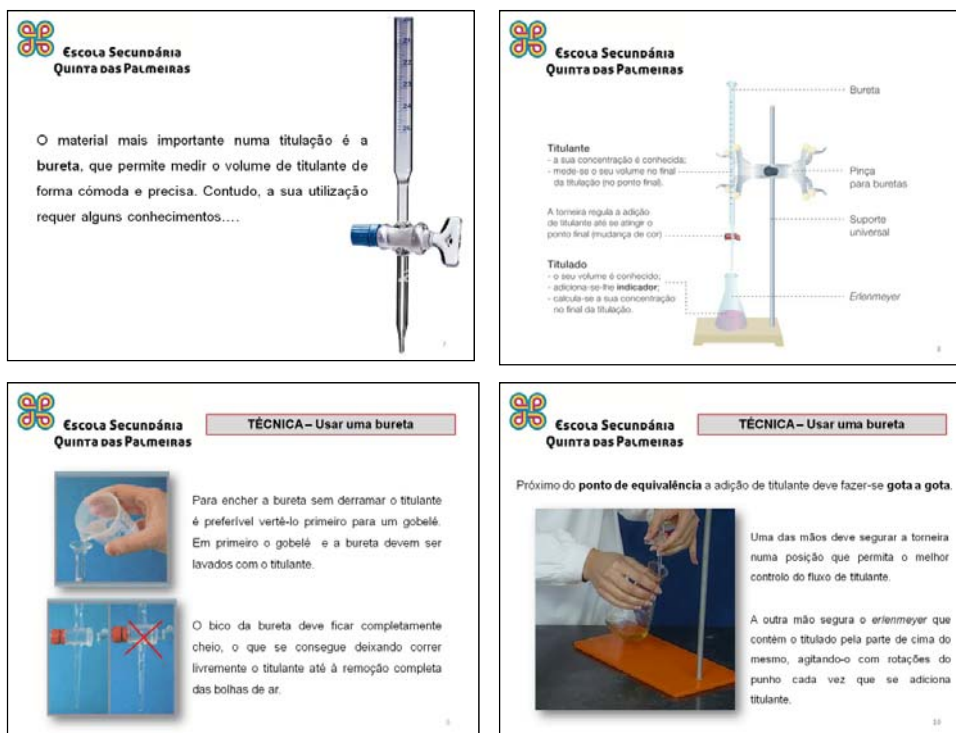 Escola Secundária
Quinta das Palmeiras
O material mais importante numa titulação é a
bureta, que permite medir o volume de titulante de
forma cómoda e precisa. Contudo, a sua utilização
requer alguns conhecimentos....
7
Escola Secundária
Quinta das Palmeiras
Bureta
Titulante
- a sua concentração é conhecida;
- mede-se o seu volume no final
da titulação (no ponto final).
Pinça
para buretas
A torneira regula a adição
de titulante até se atingir o
ponto final (mudança de cor)
Suporte
universal
Titulado
- o seu volume é conhecido;
- adiciona-se-lhe indicador;
- calcula-se a sua concentração
no final da titulação.
Erlenmeyer
8
Escola Secundária
Quinta das Palmeiras
TÉCNICA – Usar uma bureta
Para encher a bureta sem derramar o titulante
é preferível vertê-lo primeiro para um gobelé.
Em primeiro o gobelé e a bureta devem ser
lavados com o titulante.
O bico da bureta deve ficar completamente
cheio, o que se consegue deixando correr
livremente o titulante até à remoção completa
das bolhas de ar.
9
Escola Secundária
Quinta das Palmeiras
TÉCNICA – Usar uma bureta
Próximo do ponto de equivalência a adição de titulante deve fazer-se gota a gota.
Uma das mãos deve segurar a torneira
numa posição que permita o melhor
controlo do fluxo de titulante.
A outra mão segura o erlenmeyer que
contém o titulado pela parte de cima do
mesmo, agitando-o com rotações do
punho cada vez que se adiciona
titulante.
10